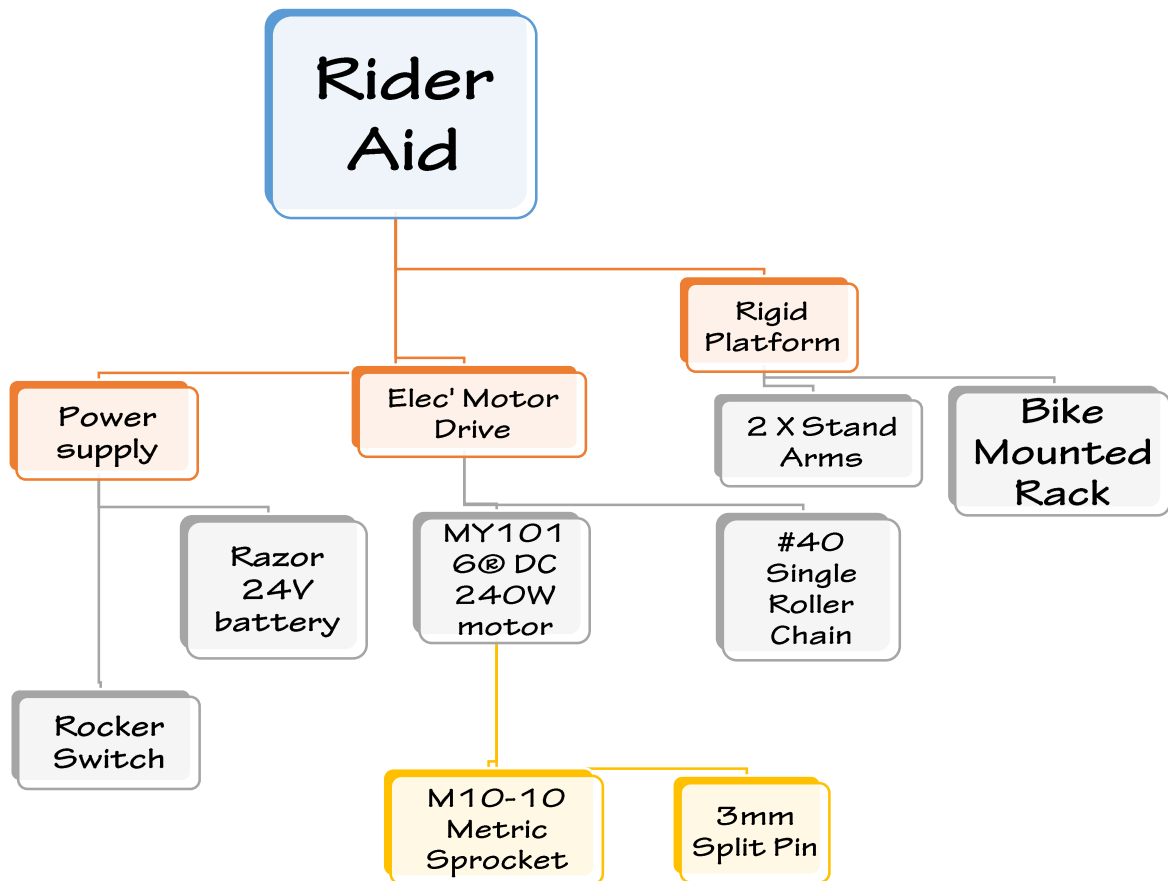 Rider
Aid
Rigid
Platform
Power
supply
Elec' Motor
Drive
2 X Stand
Arms
Bike
Mounted
Rack
Razor
24V
battery
MY101
6® DC
240W
motor
#40
Single
Roller
Chain
Rocker
Switch
M10-10
Metric
Sprocket
3mm
Split Pin